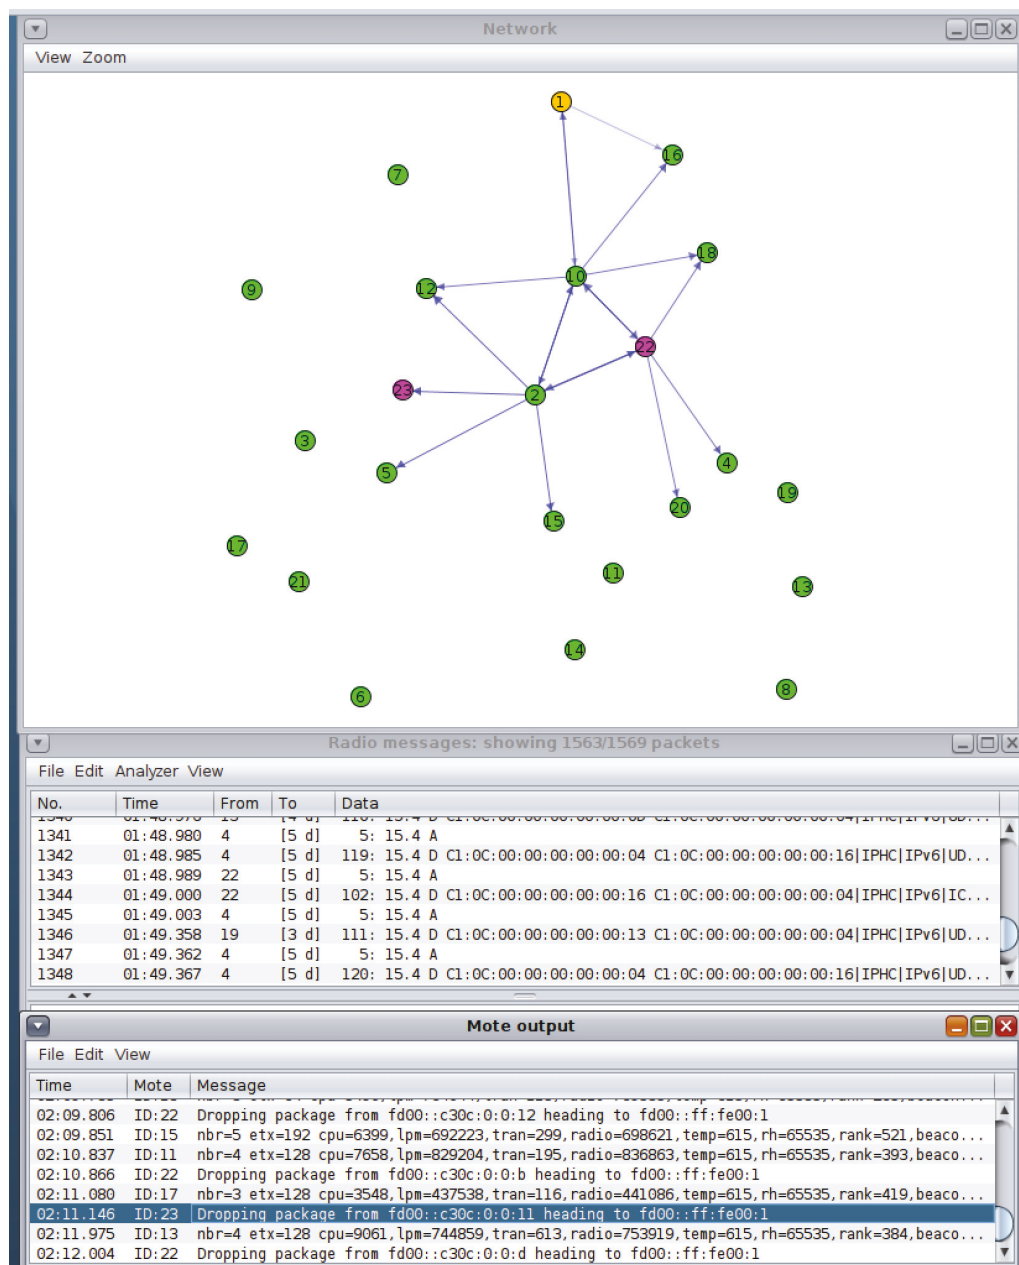 Network
View Zoom
1
16
7
18
10
12
9
22
23
2
3
5
4
19
20
15
17
11
21
13
14
8
6
Radio messages: showing 1563/1569 packets
File Edit Analyzer View
No. Time From To Data
1341 01:48.980 4 [5 d] 5: 15.4 A
1342 01:48.985 4 [5 d] 119: 15.4 D C1:0C:00:00:00:00:00:04 C1:0C:00:00:00:00:00:16|IPHC|IPv6|UD...
1343 01:48.989 22 [5 d] 5: 15.4 A
1344 01:49.000 22 [5 d] 102: 15.4 D C1:0C:00:00:00:00:00:16 C1:0C:00:00:00:00:00:04|IPHC|IPv6|IC...
1345 01:49.003 4 [5 d] 5: 15.4 A
1346 01:49.358 19 [3 d] 111: 15.4 D C1:0C:00:00:00:00:00:13 C1:0C:00:00:00:00:00:04|IPHC|IPv6|UD...
1347 01:49.362 4 [5 d] 5: 15.4 A
1348 01:49.367 4 [5 d] 120: 15.4 D C1:0C:00:00:00:00:00:04 C1:0C:00:00:00:00:00:16|IPHC|IPv6|UD...
Mote output
File Edit View
Time Mote Message
02:09.806 ID:22 Dropping package from fd00::c30c:0:0:12 heading to fd00::ff:fe00:1
02:09.851 ID:15 nbr=5 etx=192 cpu=6399,lpm=692223,tran=299,radio=698621,temp=615,rh=65535,rank=521,beaco...
02:10.837 ID:11 nbr=4 etx=128 cpu=7658,lpm=829204,tran=195,radio=836863,temp=615,rh=65535,rank=393,beaco...
02:10.866 ID:22 Dropping package from fd00::c30c:0:0:b heading to fd00::ff:fe00:1
02:11.080 ID:17 nbr=3 etx=128 cpu=3548,lpm=437538,tran=116,radio=441086,temp=615,rh=65535,rank=419,beaco...
02:11.146 ID:23 Dropping package from fd00::c30c:0:0:11 heading to fd00::ff:fe00:1
02:11.975 ID:13 nbr=4 etx=128 cpu=9061,lpm=744859,tran=613,radio=753919,temp=615,rh=65535,rank=384,beaco...
02:12.004 ID:22 Dropping package from fd00::c30c:0:0:d heading to fd00::ff:fe00:1